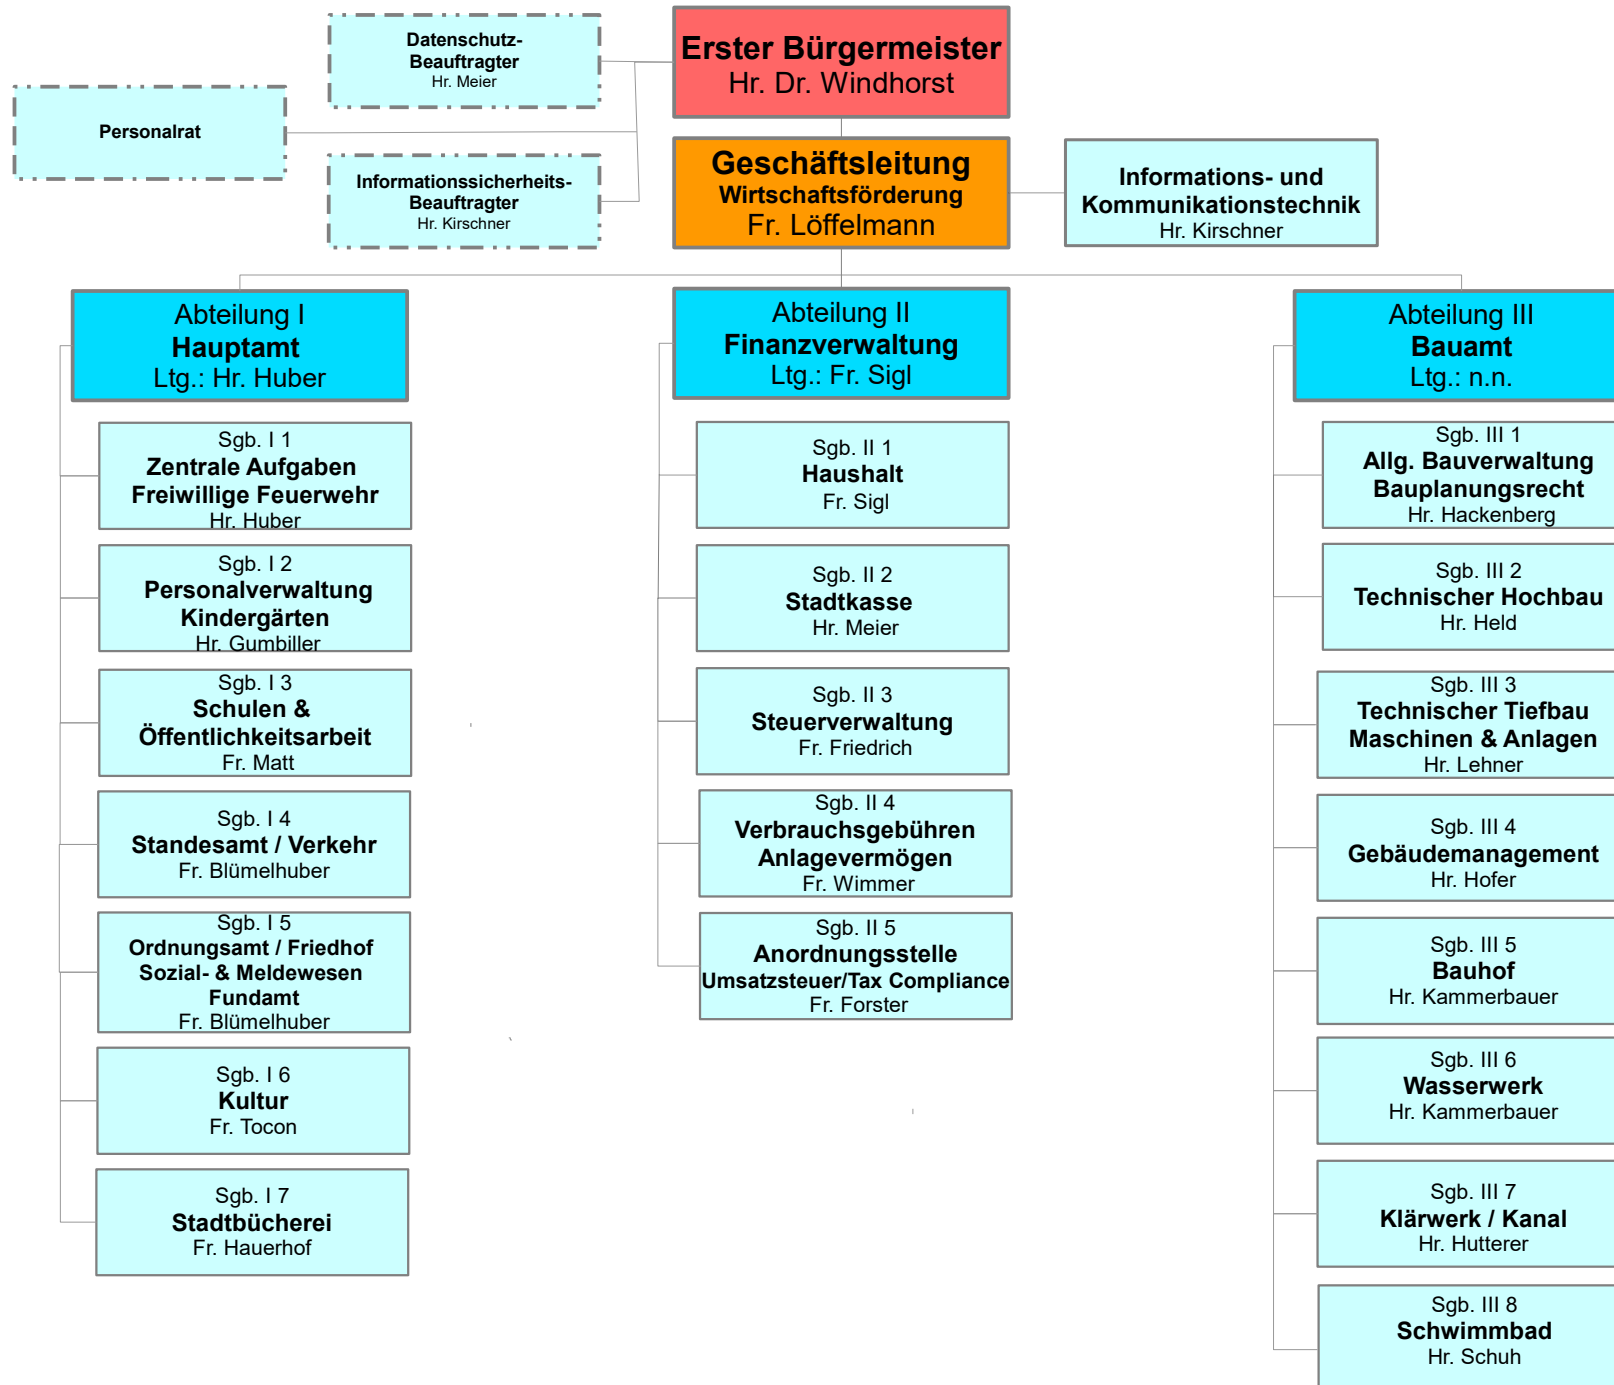 Datenschutz-
Beauftragter
Hr. Meier
Erster Bürgermeister
Hr. Dr. Windhorst
Personalrat
Informationssicherheits-
Beauftragter
Hr. Kirschner
Geschäftsleitung
Wirtschaftsförderung
Fr. Löffelmann
Informations- und
Kommunikationstechnik
Hr. Kirschner
Abteilung I
Hauptamt
Ltg.: Hr. Huber
Sgb. I 1
Zentrale Aufgaben
Freiwillige Feuerwehr
Hr. Huber
Sgb. I 2
Personalverwaltung
Kindergärten
Hr. Gumbiller
Sgb. I 3
Schulen &
Öffentlichkeitsarbeit
Fr. Matt
Sgb. I 4
Standesamt / Verkehr
Fr. Blümelhuber
Sgb. I 5
Ordnungsamt / Friedhof
Sozial- & Meldewesen
Fundamt
Fr. Blümelhuber
Sgb. I 6
Kultur
Fr. Tocon
Sgb. I 7
Stadtbücherei
Fr. Hauerhof
Abteilung II
Finanzverwaltung
Ltg.: Fr. Sigl
Sgb. II 1
Haushalt
Fr. Sigl
Sgb. II 2
Stadtkasse
Hr. Meier
Sgb. II 3
Steuerverwaltung
Fr. Friedrich
Sgb. II 4
Verbrauchsgebühren
Anlagevermögen
Fr. Wimmer
Sgb. II 5
Anordnungsstelle
Umsatzsteuer/Tax Compliance
Fr. Forster
Abteilung III
Bauamt
Ltg.: n.n.
Sgb. III 1
Allg. Bauverwaltung
Bauplanungsrecht
Hr. Hackenberg
Sgb. III 2
Technischer Hochbau
Hr. Held
Sgb. III 3
Technischer Tiefbau
Maschinen & Anlagen
Hr. Lehner
Sgb. III 4
Gebäudemanagement
Hr. Hofer
Sgb. III 5
Bauhof
Hr. Kammerbauer
Sgb. III 6
Wasserwerk
Hr. Kammerbauer
Sgb. III 7
Klärwerk / Kanal
Hr. Hutterer
Sgb. III 8
Schwimmbad
Hr. Schuh